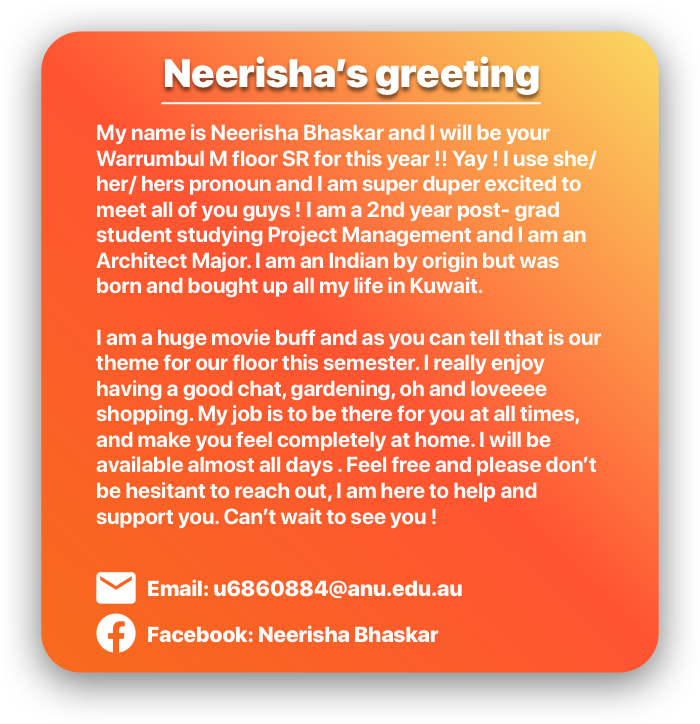 Neerisha's greeting
My name is Neerisha Bhaskar and I will be your
Warrumbul M floor SR for this year !! Yay ! I use she/
her/ hers pronoun and I am super duper excited to
meet all of you guys ! I am a 2nd year post- grad
student studying Project Management and I am an
Architect Major. I am an Indian by origin but was
born and bought up all my life in Kuwait.
I am a huge movie buff and as you can tell that is our
theme for our floor this semester. I really enjoy
having a good chat, gardening, oh and loveeee
shopping. My job is to be there for you at all times,
and make you feel completely at home. I will be
available almost all days . Feel free and please don't
be hesitant to reach out, I am here to help and
support you. Can't wait to see you !
Email: u6860884@anu.edu.au
Facebook: Neerisha Bhaskar